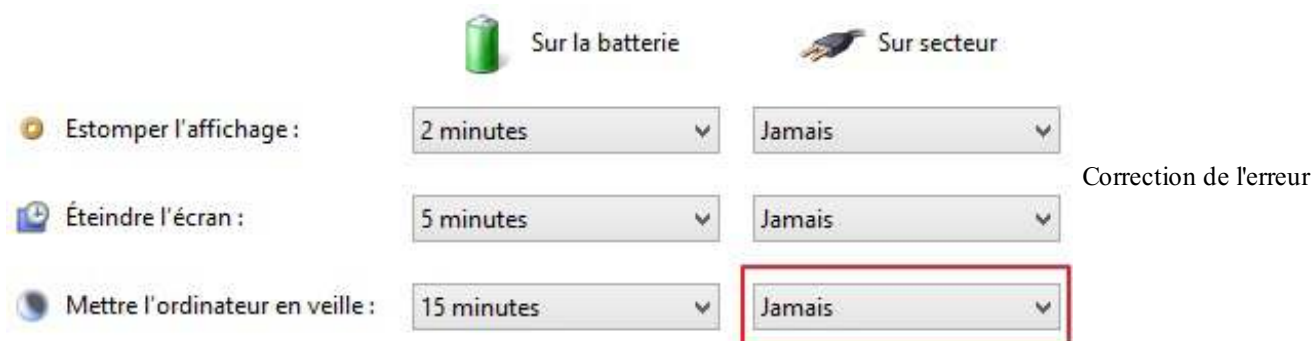 Sur la batterie Sur secteur
Estomper l'affichage : 2 minutes Jamais
Correction de l'erreur
Éteindre l'écran : 5 minutes Jamais
Mettre l'ordinateur en veille : 15 minutes Jamais